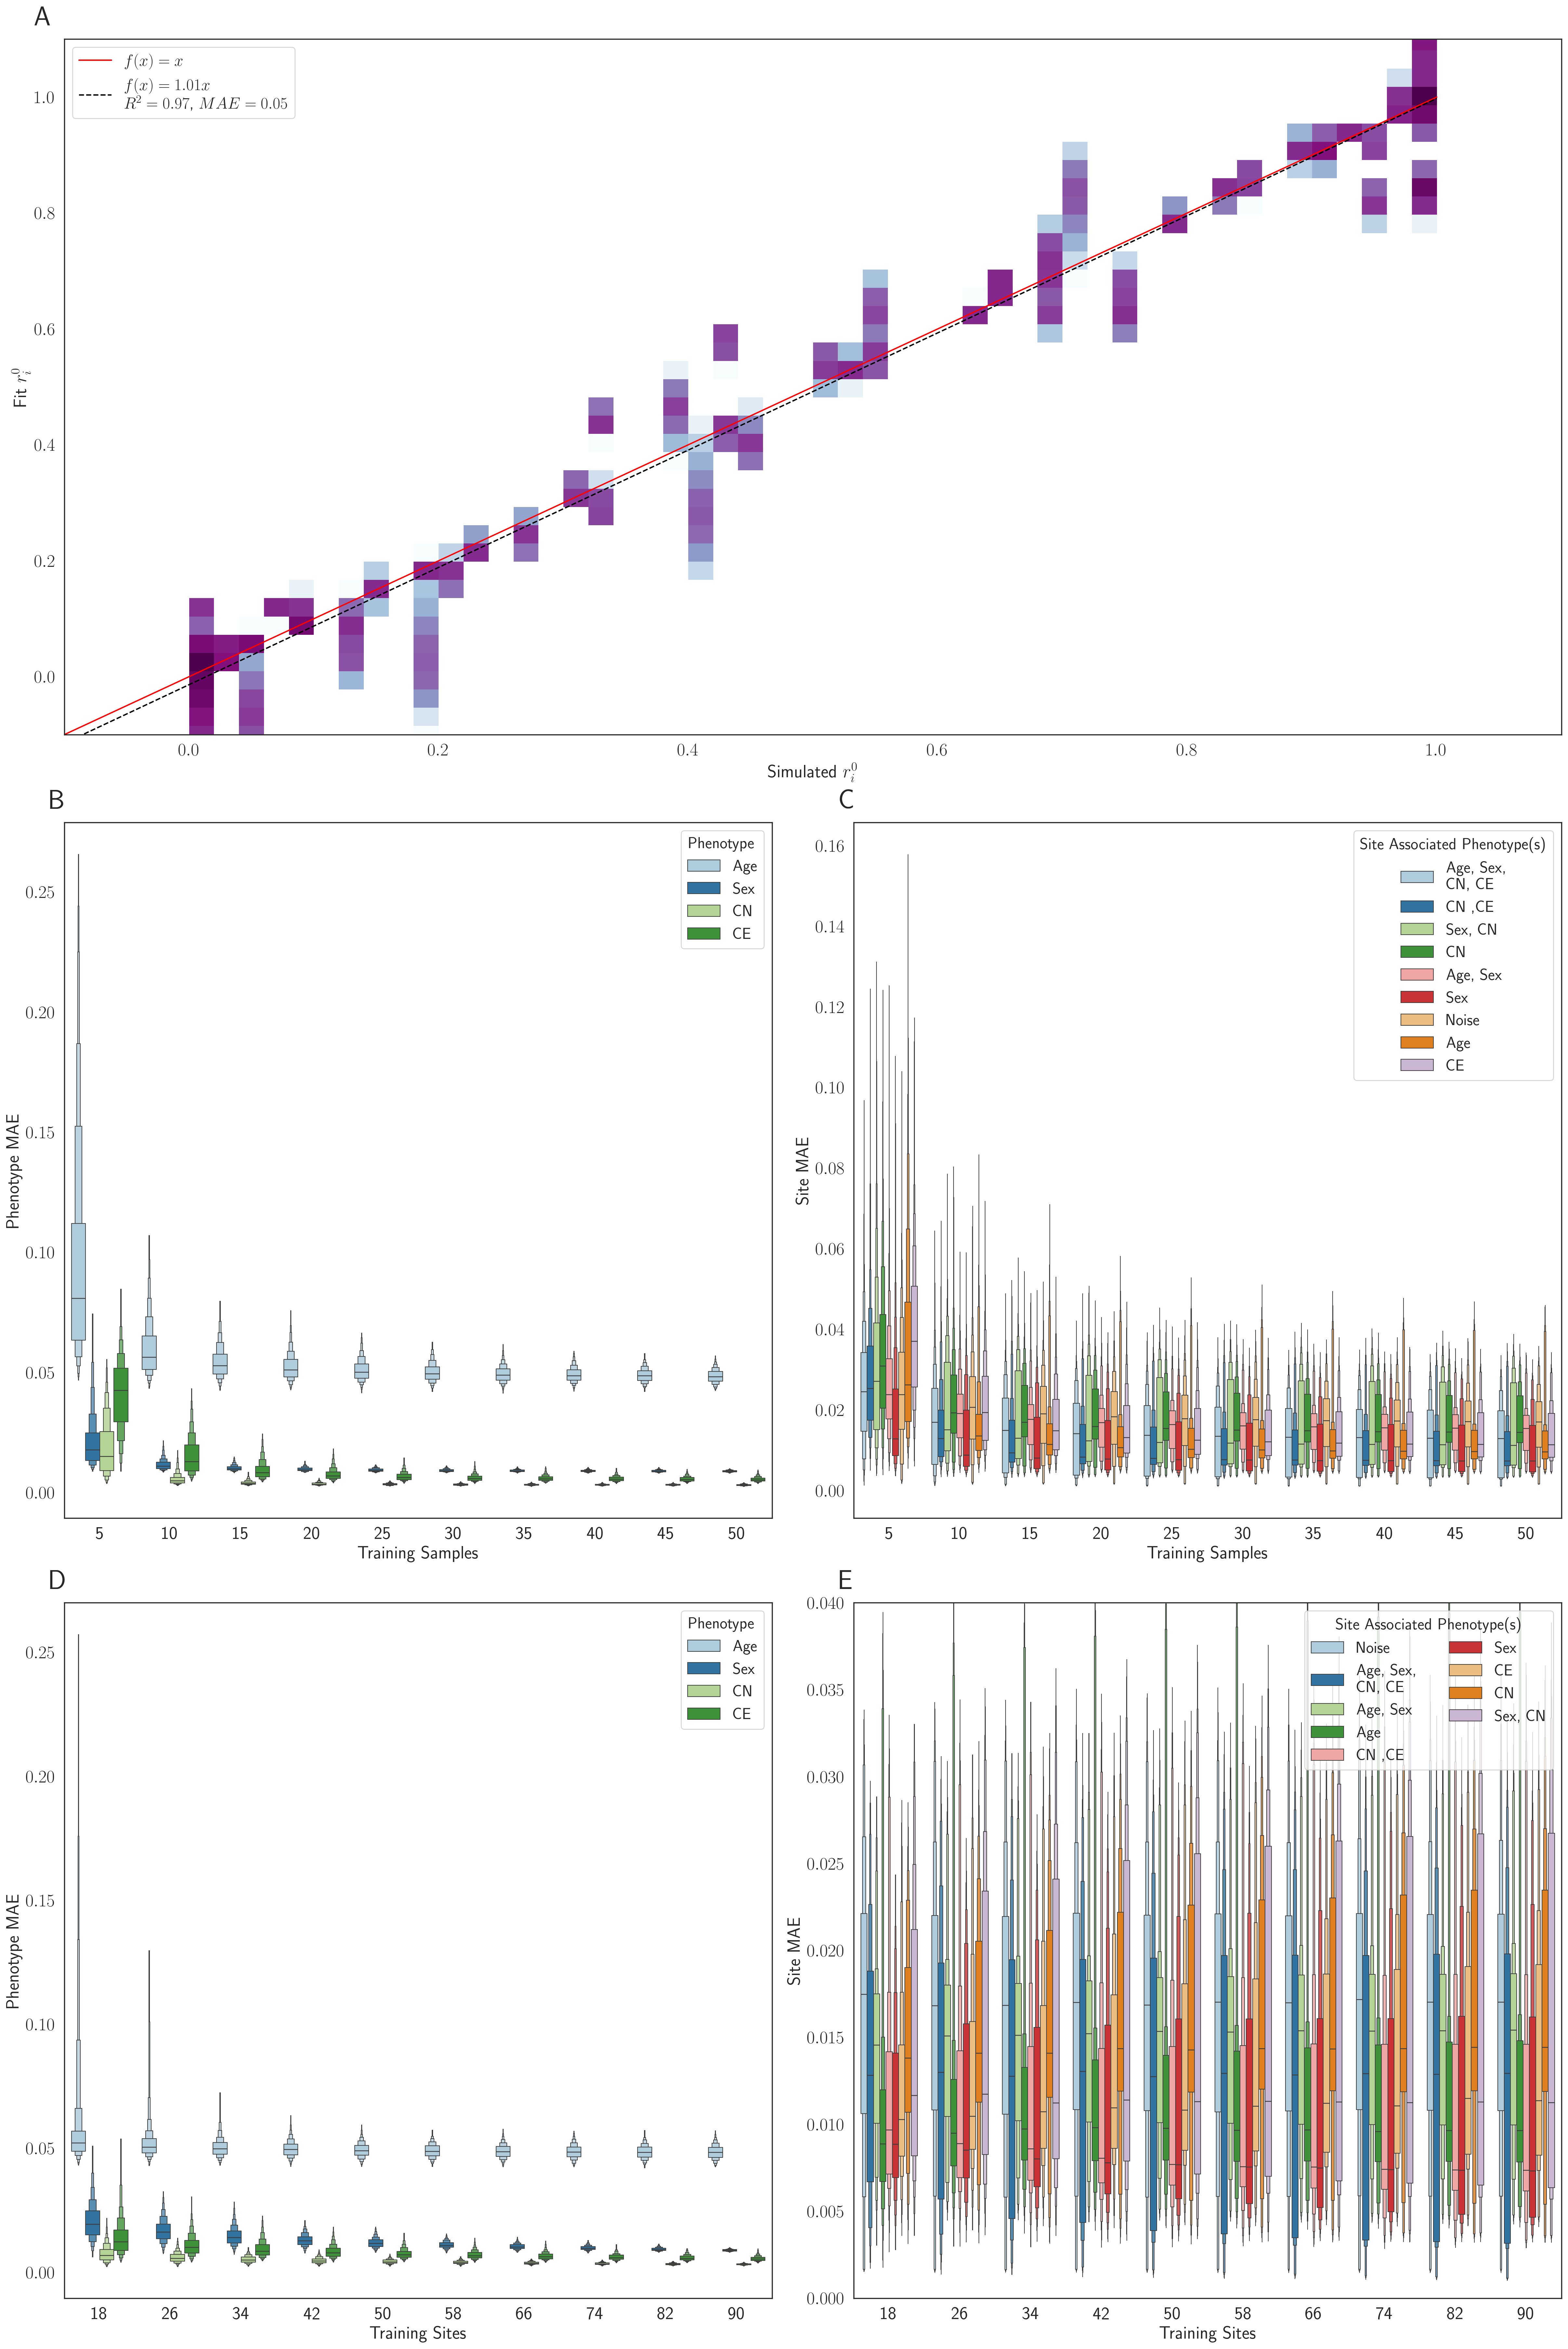 A
f(x) = x
f(x) = 1.01x
R² = 0.97, MAE = 0.05
1.0
0.8
0.6
0.4
0.2
0.0
Fit r_i^0
0.0 0.2 0.4 0.6 0.8 1.0
Simulated r_i^0
B
Phenotype
Age
Sex
CN
CE
0.25
0.20
0.15
0.10
0.05
0.00
Phenotype MAE
5 10 15 20 25 30 35 40 45 50
Training Samples
C
Site Associated Phenotype(s)
Age, Sex,
CN, CE
CN ,CE
Sex, CN
CN
Age, Sex
Sex
Noise
Age
CE
0.16
0.14
0.12
0.10
0.08
0.06
0.04
0.02
0.00
Site MAE
5 10 15 20 25 30 35 40 45 50
Training Samples
D
Phenotype
Age
Sex
CN
CE
0.25
0.20
0.15
0.10
0.05
0.00
Phenotype MAE
18 26 34 42 50 58 66 74 82 90
Training Sites
E
Site Associated Phenotype(s)
Noise
Age, Sex,
CN, CE
Age, Sex
Age
CN ,CE
Sex
CE
CN
Sex, CN
0.040
0.035
0.030
0.025
0.020
0.015
0.010
0.005
0.000
Site MAE
18 26 34 42 50 58 66 74 82 90
Training Sites